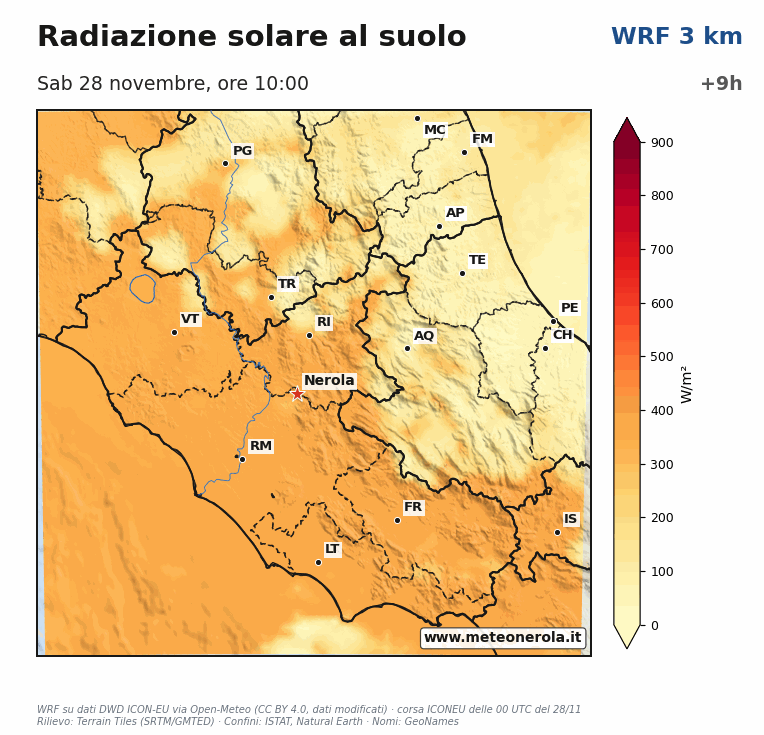 Radiazione solare al suolo
WRF 3 km
Sab 28 novembre, ore 10:00
+9h
MC
FM
PG
AP
TE
TR
PE
VT
RI
AQ
CH
Nerola
RM
FR
IS
LT
www.meteonerola.it
900
800
700
600
500
400
300
200
100
0
W/m²
WRF su dati DWD ICON-EU via Open-Meteo (CC BY 4.0, dati modificati) · corsa ICONEU delle 00 UTC del 28/11
Rilievo: Terrain Tiles (SRTM/GMTED) · Confini: ISTAT, Natural Earth · Nomi: GeoNames